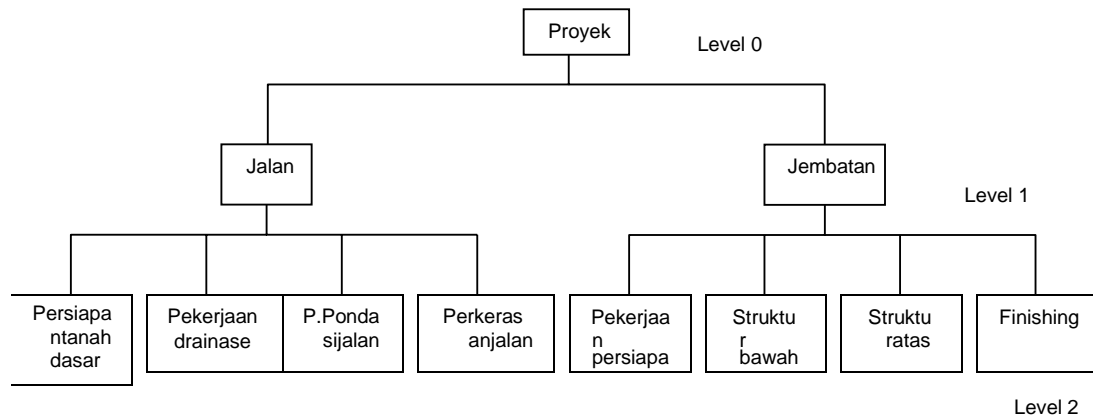 Proyek
Level 0
Jalan
Jembatan
Level 1
Persiapa
ntanah
dasar
Pekerjaan
drainase
P.Ponda
sijalan
Perkeras
anjalan
Pekerjaa
n
persiapa
Struktu
r
bawah
Struktu
ratas
Finishing
Level 2